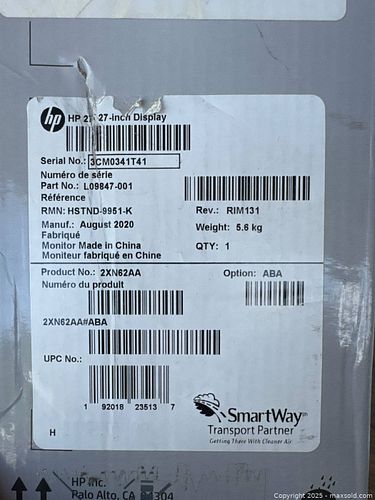 hp HP 27 27-inch Display
Serial No.: 3CM0341T41
Numéro de série
Part No.: L09847-001
Référence
RMN: HSTND-9951-K
Rev.: RIM131
Manuf.: August 2020
Fabriqué
Weight: 5.6 kg
Monitor Made in China
QTY: 1
Moniteur fabriqué en Chine
Product No.: 2XN62AA
Option: ABA
Numéro du produit
2XN62AA#ABA
UPC No.:
1 92018 23513 7
SmartWay
Transport Partner
Getting There With Cleaner Air
H
HP Inc.
Palo Alto, CA 94304
Copyright 2025 - maxsold.com